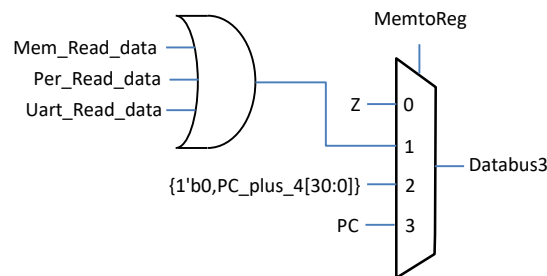 MemtoReg
Mem_Read_data
Per_Read_data
Uart_Read_data
Z
0
1
{1'b0,PC_plus_4[30:0]}
2
PC
3
Databus3